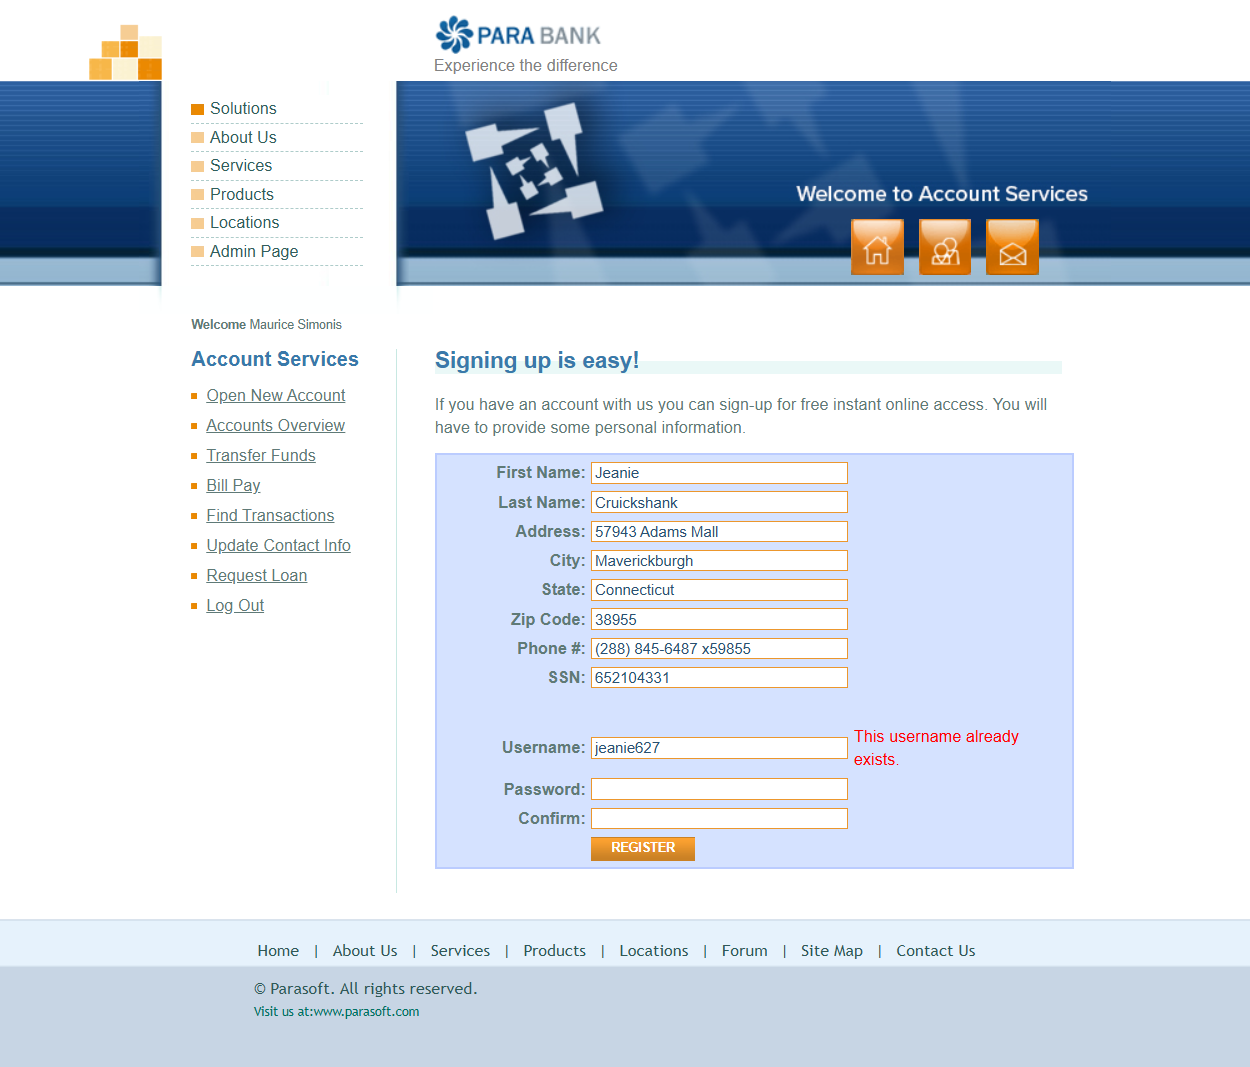 PARA BANK
Experience the difference
Solutions
About Us
Services
Products
Locations
Admin Page
Welcome to Account Services
Welcome Maurice Simonis
Account Services
Open New Account
Accounts Overview
Transfer Funds
Bill Pay
Find Transactions
Update Contact Info
Request Loan
Log Out
Signing up is easy!
If you have an account with us you can sign-up for free instant online access. You will
have to provide some personal information.
First Name: Jeanie
Last Name: Cruickshank
Address: 57943 Adams Mall
City: Maverickburgh
State: Connecticut
Zip Code: 38955
Phone #: (288) 845-6487 x59855
SSN: 652104331
Username: jeanie627 This username already
exists.
Password:
Confirm:
REGISTER
Home | About Us | Services | Products | Locations | Forum | Site Map | Contact Us
© Parasoft. All rights reserved.
Visit us at:www.parasoft.com